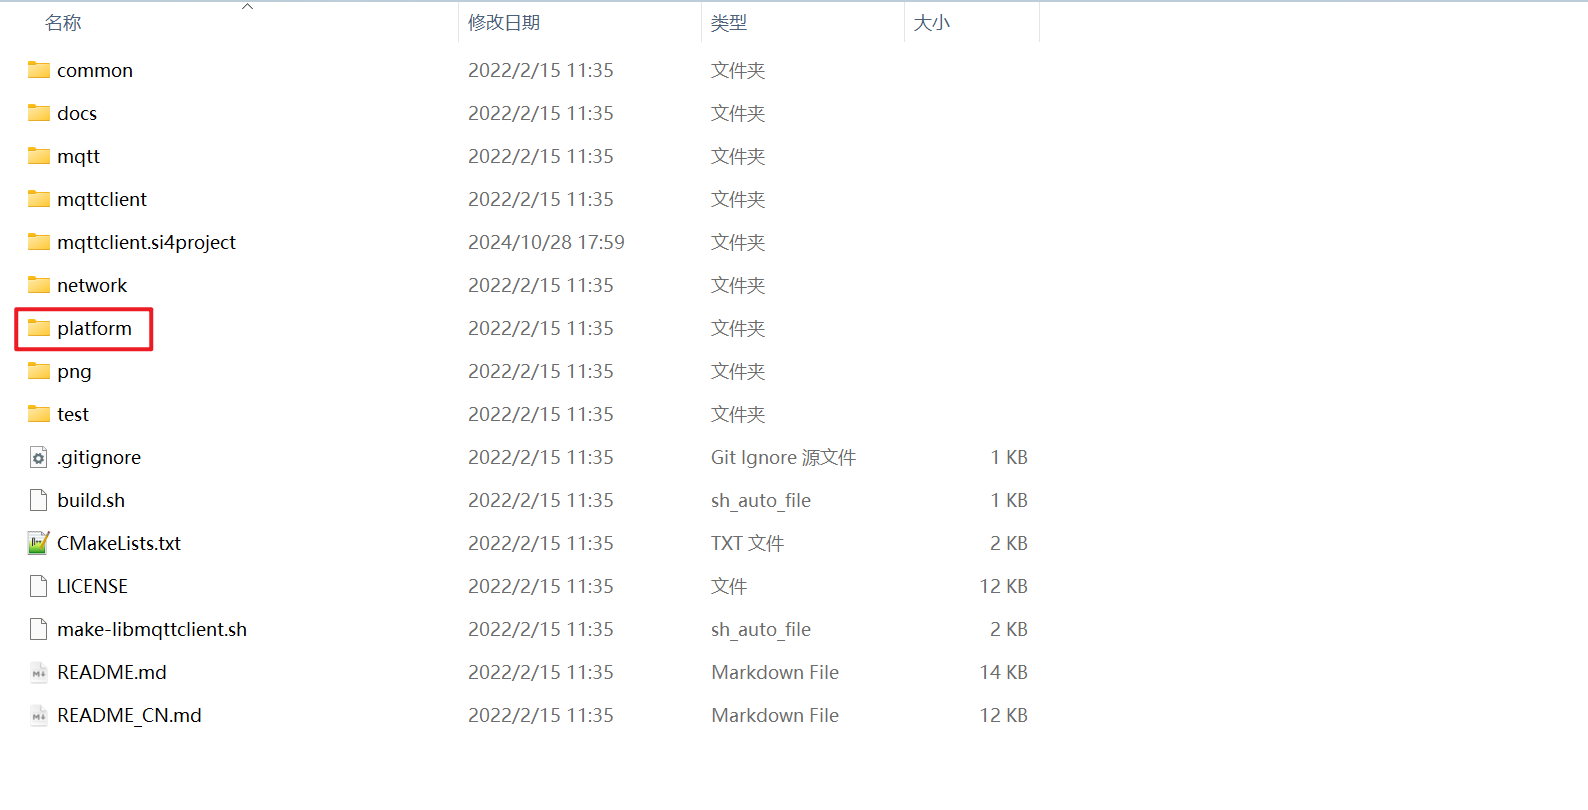 名称 修改日期 类型 大小
common 2022/2/15 11:35 文件夹
docs 2022/2/15 11:35 文件夹
mqtt 2022/2/15 11:35 文件夹
mqttclient 2022/2/15 11:35 文件夹
mqttclient.si4project 2024/10/28 17:59 文件夹
network 2022/2/15 11:35 文件夹
platform 2022/2/15 11:35 文件夹
png 2022/2/15 11:35 文件夹
test 2022/2/15 11:35 文件夹
.gitignore 2022/2/15 11:35 Git Ignore 源文件 1 KB
build.sh 2022/2/15 11:35 sh_auto_file 1 KB
CMakeLists.txt 2022/2/15 11:35 TXT 文件 2 KB
LICENSE 2022/2/15 11:35 文件 12 KB
make-libmqttclient.sh 2022/2/15 11:35 sh_auto_file 2 KB
README.md 2022/2/15 11:35 Markdown File 14 KB
README_CN.md 2022/2/15 11:35 Markdown File 12 KB